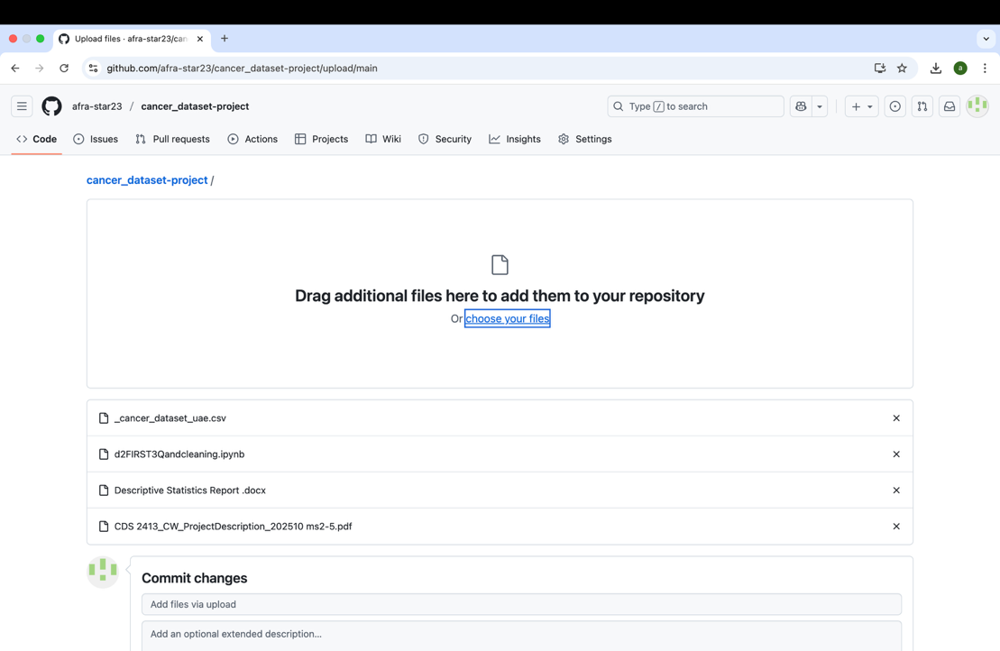 Upload files · afra-star23/can
github.com/afra-star23/cancer_dataset-project/upload/main
a
afra-star23 / cancer_dataset-project
Type / to search
Code Issues Pull requests Actions Projects Wiki Security Insights Settings
cancer_dataset-project /
Drag additional files here to add them to your repository
Or choose your files
_cancer_dataset_uae.csv
d2FIRST3Qandcleaning.ipynb
Descriptive Statistics Report .docx
CDS 2413_CW_ProjectDescription_202510 ms2-5.pdf
Commit changes
Add files via upload
Add an optional extended description...